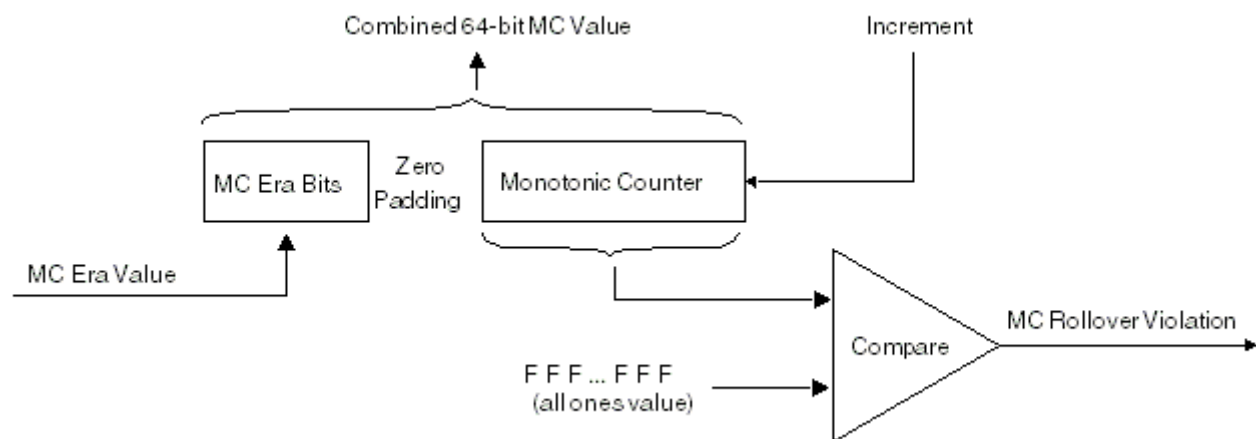 Combined 64-bit MC Value
Increment
MC Era Bits
Zero
Padding
Monotonic Counter
MC Era Value
Compare
MC Rollover Violation
F F F ... F F F
(all ones value)